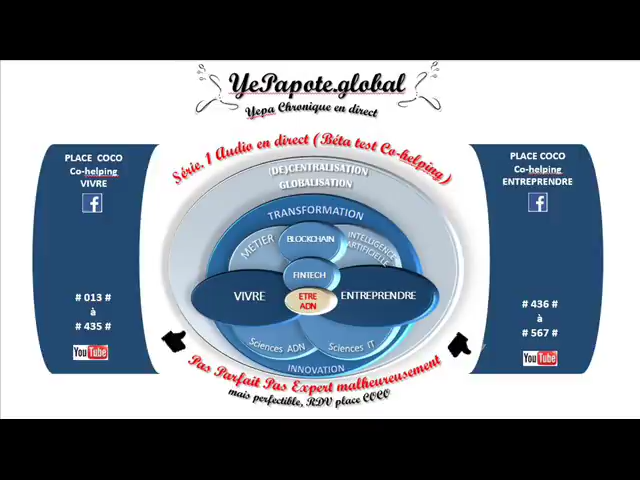 YePapote.global
Yepa Chronique en direct
Série. 1 Audio en direct (Béta test Co-helping)
PLACE COCO
Co-helping
VIVRE
# 013 #
à
# 435 #
YouTube
(DE)CENTRALISATION
GLOBALISATION
TRANSFORMATION
METIER
BLOCKCHAIN
INTELLIGENCE
ARTIFICIELLE
FINTECH
VIVRE
ETRE
ADN
ENTREPRENDRE
Sciences ADN
Sciences IT
INNOVATION
Pas Parfait Pas Expert malheureusement
mais perfectible, RDV place COCO
PLACE COCO
Co-helping
ENTREPRENDRE
# 436 #
à
# 567 #
YouTube